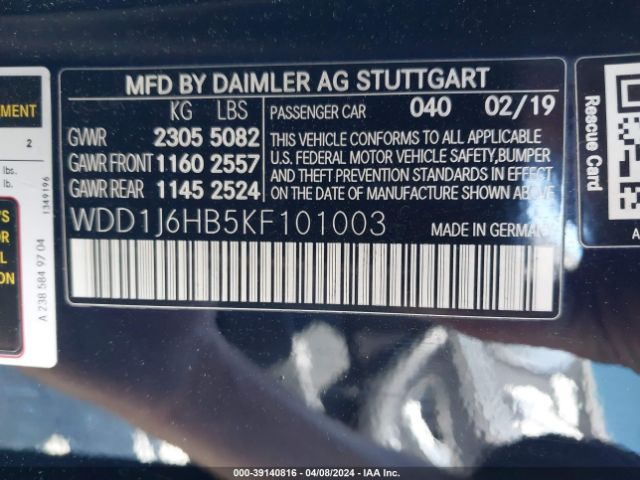 MFD BY DAIMLER AG STUTTGART
KG LBS
GVWR 2305 5082
GAWR FRONT 1160 2557
GAWR REAR 1145 2524
PASSENGER CAR 040 02/19
THIS VEHICLE CONFORMS TO ALL APPLICABLE
U.S. FEDERAL MOTOR VEHICLE SAFETY, BUMPER
AND THEFT PREVENTION STANDARDS IN EFFECT
ON THE DATE OF MANUFACTURE AS SHOWN ABOVE.
WDD1J6HB5KF101003
MADE IN GERMANY
2
lbs.
lb.
1349196
A 238 584 97 04
Rescue Card
000-39140816 - 04/08/2024 - IAA Inc.